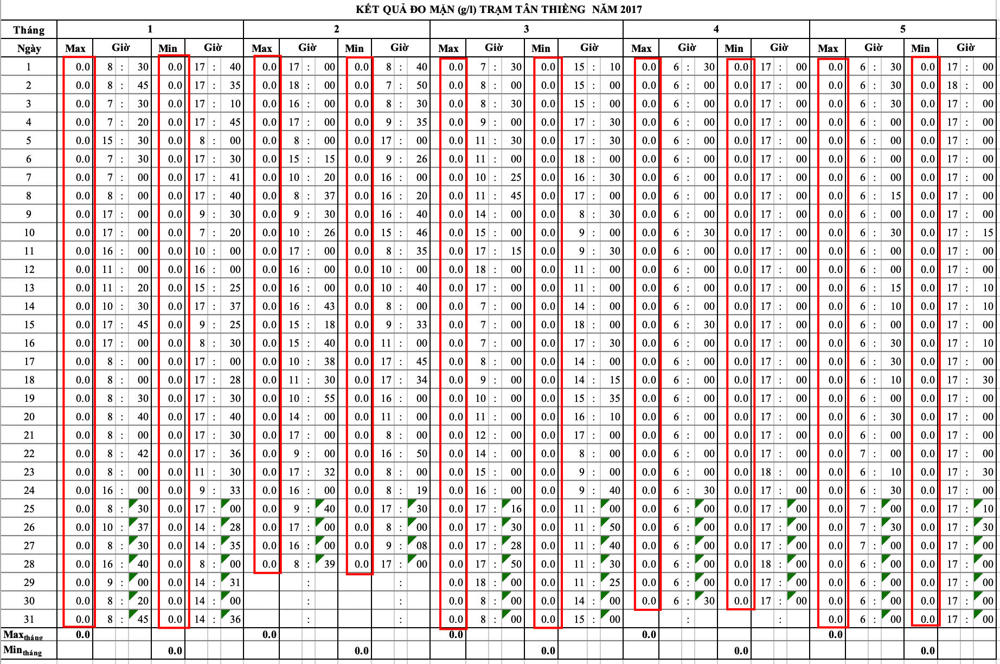 KẾT QUẢ ĐO MẶN (g/l) TRẠM TÂN THIỀNG NĂM 2017
Tháng 1 2 3 4 5
Ngày Max Giờ Min Giờ Max Giờ Min Giờ Max Giờ Min Giờ Max Giờ Min Giờ Max Giờ Min Giờ
1 0.0 8 : 30 0.0 17 : 40 0.0 17 : 00 0.0 8 : 40 0.0 7 : 30 0.0 15 : 10 0.0 6 : 30 0.0 17 : 00 0.0 6 : 30 0.0 17 : 00
2 0.0 8 : 45 0.0 17 : 35 0.0 18 : 00 0.0 7 : 50 0.0 8 : 00 0.0 15 : 00 0.0 6 : 00 0.0 17 : 00 0.0 6 : 30 0.0 18 : 00
3 0.0 7 : 30 0.0 17 : 10 0.0 16 : 00 0.0 8 : 30 0.0 8 : 30 0.0 15 : 00 0.0 6 : 00 0.0 17 : 00 0.0 6 : 30 0.0 17 : 00
4 0.0 7 : 20 0.0 17 : 45 0.0 17 : 00 0.0 9 : 35 0.0 9 : 00 0.0 17 : 30 0.0 6 : 00 0.0 17 : 00 0.0 6 : 00 0.0 17 : 00
5 0.0 15 : 30 0.0 8 : 00 0.0 8 : 00 0.0 17 : 00 0.0 11 : 30 0.0 17 : 30 0.0 6 : 00 0.0 17 : 00 0.0 6 : 00 0.0 17 : 00
6 0.0 7 : 30 0.0 17 : 30 0.0 15 : 15 0.0 9 : 26 0.0 11 : 00 0.0 18 : 00 0.0 6 : 00 0.0 17 : 00 0.0 6 : 00 0.0 17 : 00
7 0.0 7 : 00 0.0 17 : 41 0.0 10 : 20 0.0 16 : 00 0.0 10 : 25 0.0 16 : 30 0.0 6 : 00 0.0 17 : 00 0.0 6 : 00 0.0 17 : 00
8 0.0 8 : 00 0.0 17 : 40 0.0 8 : 37 0.0 16 : 20 0.0 11 : 45 0.0 17 : 00 0.0 6 : 00 0.0 17 : 00 0.0 6 : 15 0.0 17 : 00
9 0.0 17 : 00 0.0 9 : 30 0.0 9 : 30 0.0 16 : 40 0.0 14 : 00 0.0 8 : 30 0.0 6 : 00 0.0 17 : 00 0.0 6 : 00 0.0 17 : 00
10 0.0 17 : 00 0.0 7 : 20 0.0 10 : 26 0.0 15 : 46 0.0 15 : 00 0.0 9 : 00 0.0 6 : 30 0.0 17 : 00 0.0 6 : 30 0.0 17 : 15
11 0.0 16 : 00 0.0 10 : 00 0.0 17 : 00 0.0 8 : 35 0.0 17 : 15 0.0 9 : 30 0.0 6 : 00 0.0 17 : 00 0.0 6 : 00 0.0 17 : 00
12 0.0 11 : 00 0.0 16 : 00 0.0 16 : 00 0.0 10 : 00 0.0 18 : 00 0.0 11 : 00 0.0 6 : 00 0.0 17 : 00 0.0 6 : 00 0.0 17 : 00
13 0.0 11 : 20 0.0 15 : 25 0.0 16 : 00 0.0 10 : 40 0.0 17 : 00 0.0 11 : 00 0.0 6 : 00 0.0 17 : 00 0.0 6 : 15 0.0 17 : 10
14 0.0 10 : 30 0.0 17 : 37 0.0 16 : 43 0.0 8 : 00 0.0 7 : 00 0.0 14 : 00 0.0 6 : 00 0.0 17 : 00 0.0 6 : 10 0.0 17 : 10
15 0.0 17 : 45 0.0 9 : 25 0.0 15 : 18 0.0 9 : 33 0.0 7 : 00 0.0 18 : 00 0.0 6 : 30 0.0 17 : 00 0.0 6 : 00 0.0 17 : 00
16 0.0 17 : 00 0.0 8 : 30 0.0 15 : 40 0.0 11 : 00 0.0 7 : 00 0.0 17 : 30 0.0 6 : 00 0.0 17 : 00 0.0 6 : 30 0.0 17 : 10
17 0.0 8 : 00 0.0 17 : 00 0.0 10 : 38 0.0 17 : 45 0.0 8 : 00 0.0 14 : 00 0.0 6 : 00 0.0 17 : 00 0.0 6 : 30 0.0 17 : 00
18 0.0 8 : 00 0.0 17 : 28 0.0 11 : 30 0.0 17 : 34 0.0 9 : 00 0.0 14 : 15 0.0 6 : 00 0.0 17 : 00 0.0 6 : 10 0.0 17 : 30
19 0.0 8 : 30 0.0 17 : 30 0.0 10 : 55 0.0 16 : 00 0.0 10 : 00 0.0 15 : 35 0.0 6 : 00 0.0 17 : 00 0.0 6 : 00 0.0 17 : 00
20 0.0 8 : 40 0.0 17 : 40 0.0 14 : 00 0.0 11 : 00 0.0 11 : 00 0.0 16 : 10 0.0 6 : 00 0.0 17 : 00 0.0 6 : 30 0.0 17 : 00
21 0.0 8 : 00 0.0 17 : 30 0.0 17 : 00 0.0 8 : 00 0.0 12 : 00 0.0 17 : 00 0.0 6 : 00 0.0 17 : 00 0.0 6 : 00 0.0 17 : 00
22 0.0 8 : 42 0.0 17 : 36 0.0 9 : 00 0.0 16 : 50 0.0 14 : 00 0.0 8 : 00 0.0 6 : 00 0.0 17 : 00 0.0 7 : 00 0.0 17 : 00
23 0.0 8 : 00 0.0 11 : 30 0.0 17 : 32 0.0 8 : 00 0.0 15 : 00 0.0 9 : 00 0.0 6 : 00 0.0 18 : 00 0.0 6 : 10 0.0 17 : 30
24 0.0 16 : 00 0.0 9 : 33 0.0 16 : 00 0.0 8 : 19 0.0 16 : 00 0.0 9 : 40 0.0 6 : 30 0.0 17 : 00 0.0 6 : 30 0.0 17 : 00
25 0.0 8 : 30 0.0 17 : 00 0.0 9 : 40 0.0 17 : 30 0.0 17 : 16 0.0 11 : 00 0.0 6 : 00 0.0 17 : 00 0.0 7 : 00 0.0 17 : 10
26 0.0 10 : 37 0.0 14 : 28 0.0 17 : 00 0.0 8 : 00 0.0 17 : 30 0.0 11 : 50 0.0 6 : 00 0.0 17 : 00 0.0 7 : 30 0.0 17 : 30
27 0.0 8 : 30 0.0 14 : 35 0.0 16 : 00 0.0 9 : 08 0.0 17 : 28 0.0 11 : 40 0.0 6 : 00 0.0 17 : 00 0.0 7 : 00 0.0 17 : 00
28 0.0 16 : 40 0.0 8 : 00 0.0 8 : 39 0.0 17 : 00 0.0 17 : 50 0.0 11 : 30 0.0 6 : 00 0.0 18 : 00 0.0 6 : 00 0.0 17 : 00
29 0.0 9 : 00 0.0 14 : 31 : : 0.0 18 : 00 0.0 11 : 25 0.0 6 : 00 0.0 17 : 00 0.0 6 : 00 0.0 17 : 00
30 0.0 8 : 20 0.0 14 : 00 : : 0.0 8 : 00 0.0 14 : 00 0.0 6 : 30 0.0 17 : 00 0.0 6 : 00 0.0 17 : 00
31 0.0 8 : 45 0.0 14 : 36 : : 0.0 8 : 00 0.0 15 : 00 : : 0.0 6 : 00 0.0 17 : 00
Max tháng 0.0 0.0 0.0 0.0 0.0
Min tháng 0.0 0.0 0.0 0.0 0.0